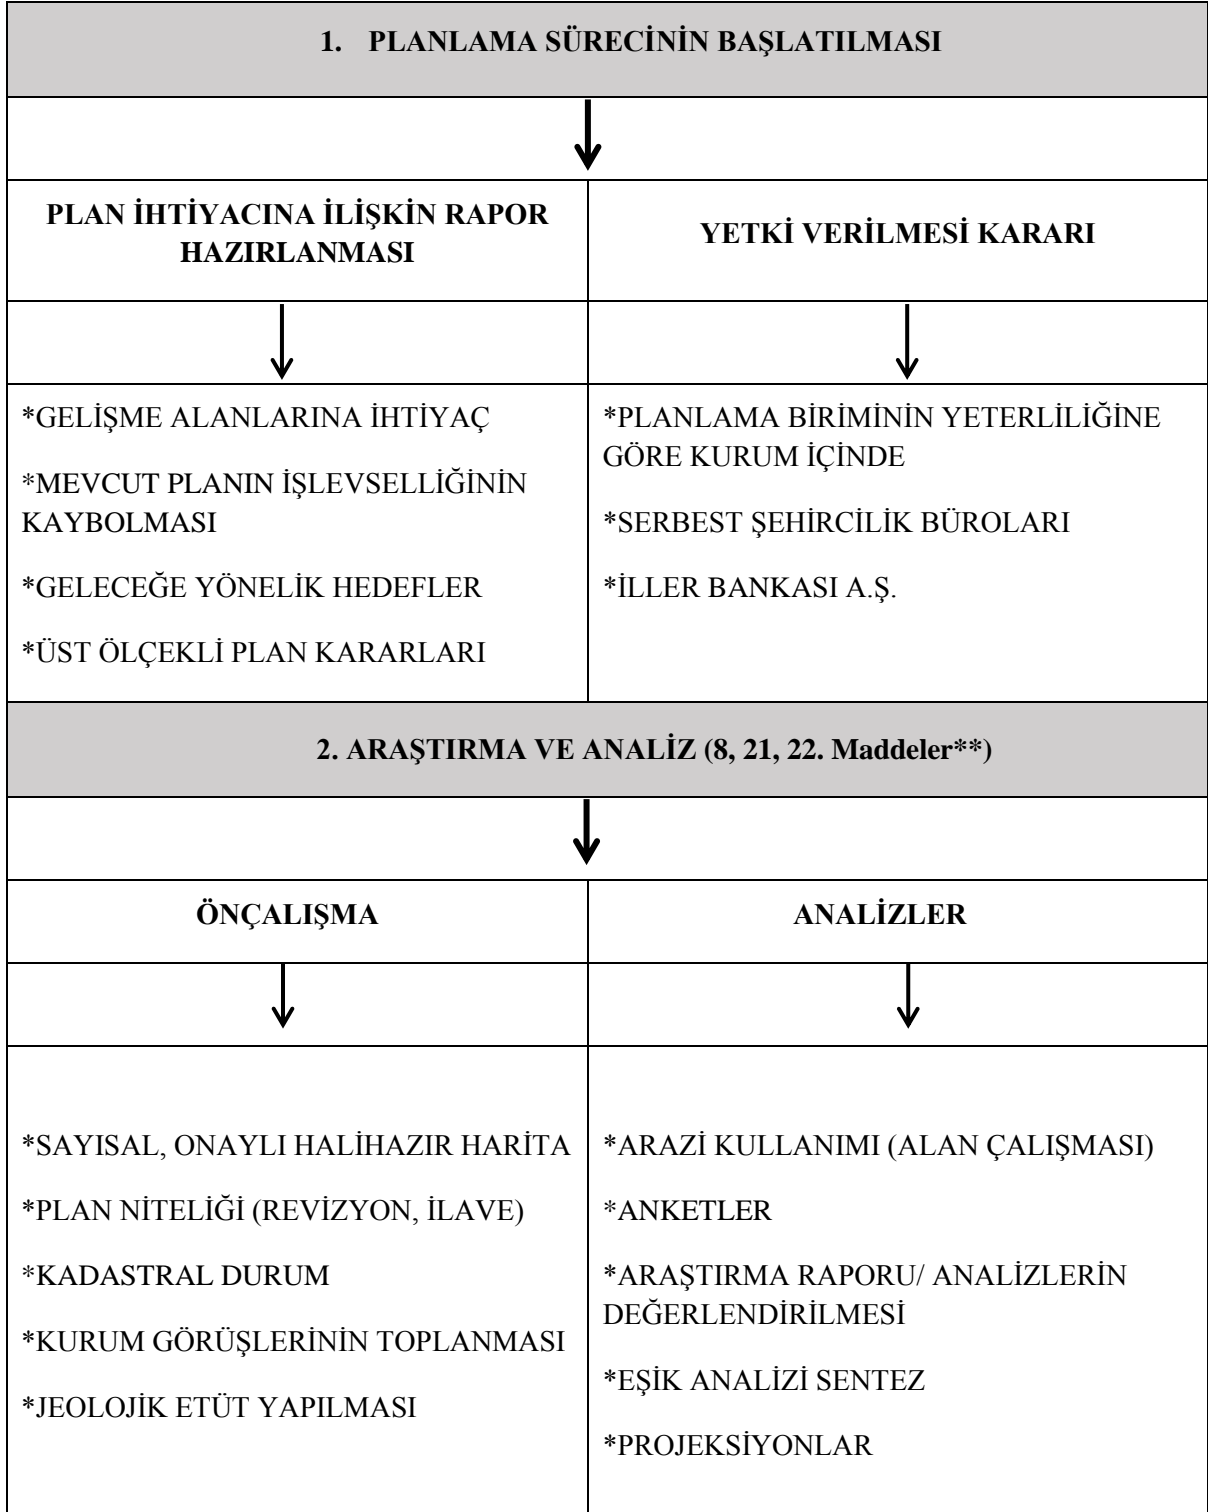 1. PLANLAMA SÜRECİNİN BAŞLATILMASI
PLAN İHTİYACINA İLİŞKİN RAPOR
HAZIRLANMASI
YETKİ VERİLMESİ KARARI
*GELİŞME ALANLARINA İHTİYAÇ
*MEVCUT PLANIN İŞLEVSELLİĞİNİN
KAYBOLMASI
*GELECEĞE YÖNELİK HEDEFLER
*ÜST ÖLÇEKLİ PLAN KARARLARI
*PLANLAMA BİRİMİNİN YETERLİLİĞİNE
GÖRE KURUM İÇİNDE
*SERBEST ŞEHİRCİLİK BÜROLARI
*İLLER BANKASI A.Ş.
2. ARAŞTIRMA VE ANALİZ (8, 21, 22. Maddeler**)
ÖNÇALIŞMA
ANALİZLER
*SAYISAL, ONAYLI HALİHAZIR HARİTA
*PLAN NİTELİĞİ (REVİZYON, İLAVE)
*KADASTRAL DURUM
*KURUM GÖRÜŞLERİNİN TOPLANMASI
*JEOLOJİK ETÜT YAPILMASI
*ARAZİ KULLANIMI (ALAN ÇALIŞMASI)
*ANKETLER
*ARAŞTIRMA RAPORU/ ANALİZLERİN
DEĞERLENDİRİLMESİ
*EŞİK ANALİZİ SENTEZ
*PROJEKSİYONLAR